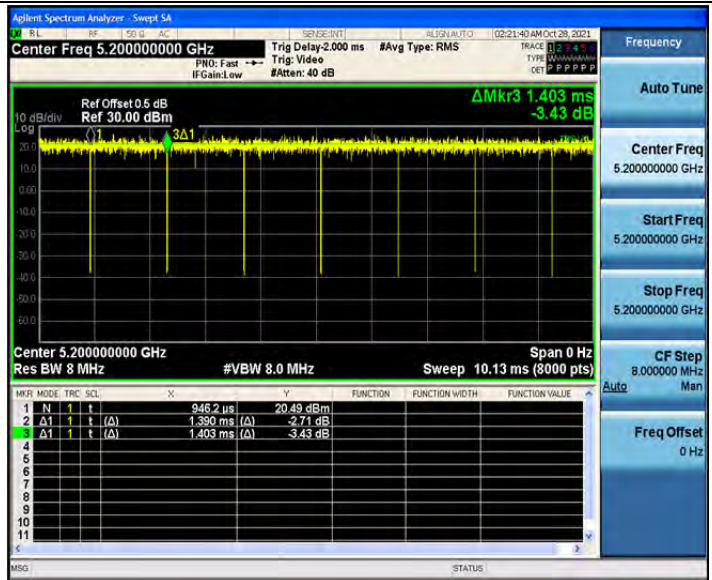 Agilent Spectrum Analyzer - Swept SA
RL RF 50 Ω AC SENSE:INT ALIGN AUTO 02:21:40 AM Oct 28, 2021
Center Freq 5.200000000 GHz
PNO: Fast
IFGain:Low
Trig Delay-2.000 ms
Trig: Video
#Atten: 40 dB
#Avg Type: RMS
TRACE 1 2 3 4 5 6
TYPE
DET P P P P P P
Ref Offset 0.5 dB
10 dB/div Ref 30.00 dBm
Log
ΔMkr3 1.403 ms
-3.43 dB
1
3Δ1
20.0
10.0
0.00
-10.0
-20.0
-30.0
-40.0
-50.0
-60.0
Center 5.200000000 GHz Span 0 Hz
Res BW 8 MHz #VBW 8.0 MHz Sweep 10.13 ms (8000 pts)
MKR MODE TRC SCL X Y FUNCTION FUNCTION WIDTH FUNCTION VALUE
1 N 1 t 946.2 µs 20.49 dBm
2 Δ1 1 t (Δ) 1.390 ms (Δ) -2.71 dB
3 Δ1 1 t (Δ) 1.403 ms (Δ) -3.43 dB
4
5
6
7
8
9
10
11
MSG STATUS
Frequency
Auto Tune
Center Freq
5.200000000 GHz
Start Freq
5.200000000 GHz
Stop Freq
5.200000000 GHz
CF Step
8.000000 MHz
Auto Man
Freq Offset
0 Hz